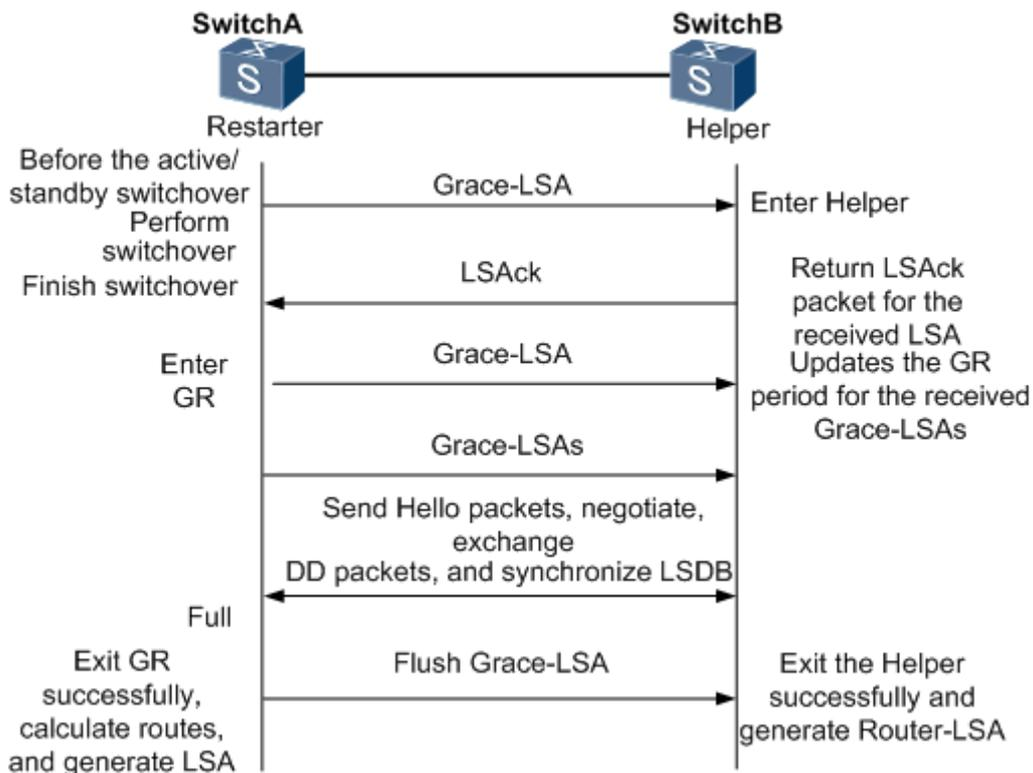 SwitchA
SwitchB
S
S
Restarter
Helper
Before the active/
standby switchover
Grace-LSA
Enter Helper
Perform
switchover
Finish switchover
LSAck
Return LSAck
packet for the
received LSA
Enter
GR
Grace-LSA
Updates the GR
period for the received
Grace-LSAs
Grace-LSAs
Send Hello packets, negotiate,
exchange
DD packets, and synchronize LSDB
Full
Exit GR
successfully,
calculate routes,
and generate LSA
Flush Grace-LSA
Exit the Helper
successfully and
generate Router-LSA